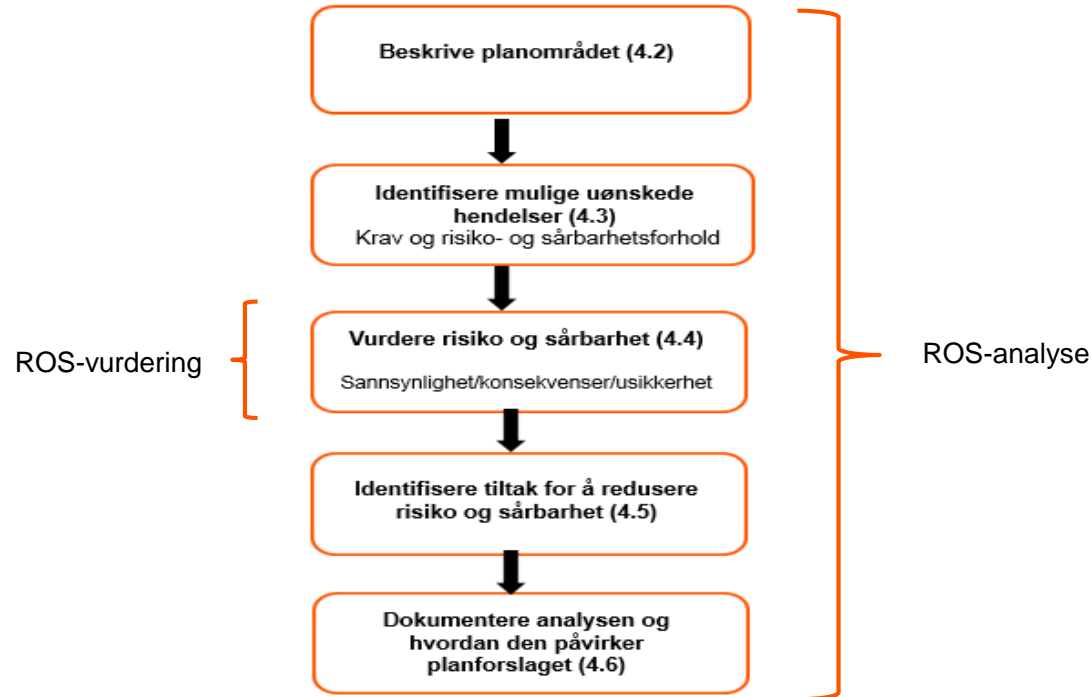 Beskrive planområdet (4.2)
Identifisere mulige uønskede
hendelser (4.3)
Krav og risiko- og sårbarhetsforhold
Vurdere risiko og sårbarhet (4.4)
Sannsynlighet/konsekvenser/usikkerhet
ROS-vurdering
ROS-analyse
Identifisere tiltak for å redusere
risiko og sårbarhet (4.5)
Dokumentere analysen og
hvordan den påvirker
planforslaget (4.6)